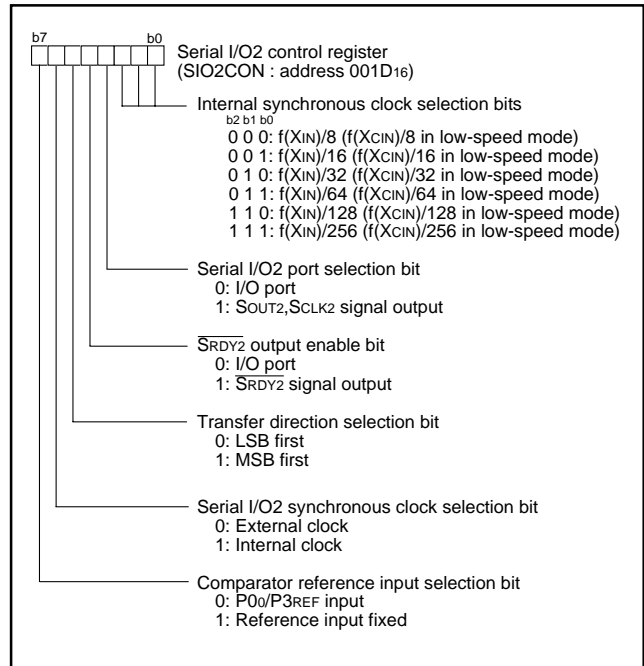 b7 b0
Serial I/O2 control register
(SIO2CON : address 001D16)
Internal synchronous clock selection bits
b2 b1 b0
0 0 0: f(XIN)/8 (f(XCIN)/8 in low-speed mode)
0 0 1: f(XIN)/16 (f(XCIN)/16 in low-speed mode)
0 1 0: f(XIN)/32 (f(XCIN)/32 in low-speed mode)
0 1 1: f(XIN)/64 (f(XCIN)/64 in low-speed mode)
1 1 0: f(XIN)/128 (f(XCIN)/128 in low-speed mode)
1 1 1: f(XIN)/256 (f(XCIN)/256 in low-speed mode)
Serial I/O2 port selection bit
0: I/O port
1: SOUT2,SCLK2 signal output
SRDY2 output enable bit
0: I/O port
1: SRDY2 signal output
Transfer direction selection bit
0: LSB first
1: MSB first
Serial I/O2 synchronous clock selection bit
0: External clock
1: Internal clock
Comparator reference input selection bit
0: P00/P3REF input
1: Reference input fixed